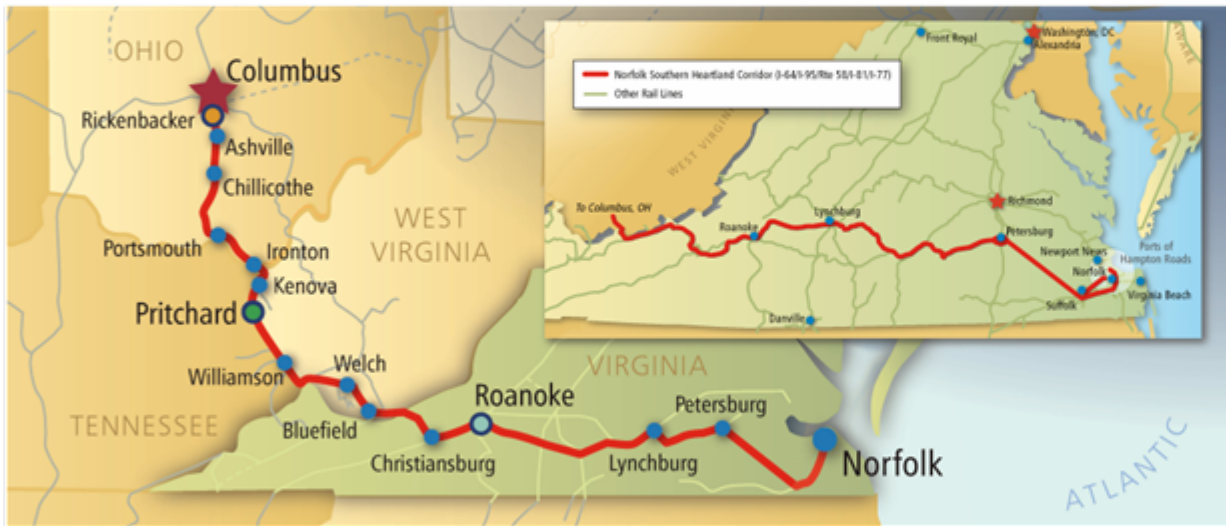 OHIO
Columbus
Rickenbacker
Ashville
Chillicothe
WEST
VIRGINIA
Portsmouth
Ironton
Kenova
Pritchard
Williamson
Welch
TENNESSEE
Bluefield
Christiansburg
Roanoke
VIRGINIA
Petersburg
Lynchburg
Norfolk
ATLANTIC
Front Royal
Washington, DC
Alexandria
Norfolk Southern Heartland Corridor (I-64/I-95/Rte 58/I-81/I-77)
Other Rail Lines
WEST VIRGINIA
To Columbus, OH
Roanoke
Lynchburg
Richmond
Petersburg
Newport News
Ports of
Hampton Roads
Norfolk
Suffolk
Virginia Beach
Danville